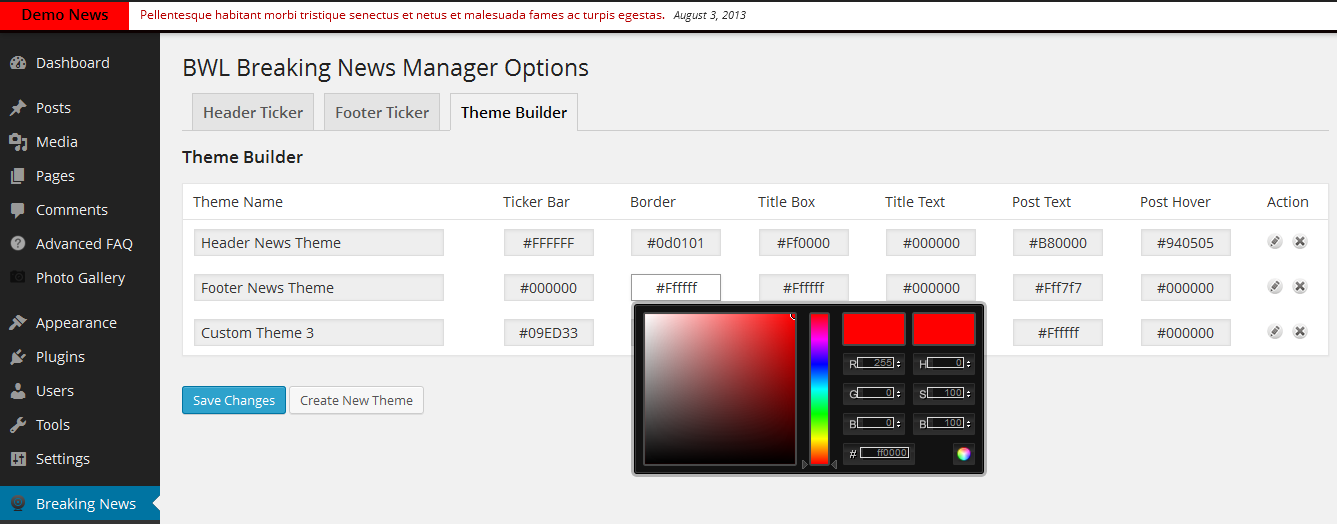 Demo News Pellentesque habitant morbi tristique senectus et netus et malesuada fames ac turpis egestas. August 3, 2013
Dashboard
Posts
Media
Pages
Comments
Advanced FAQ
Photo Gallery
Appearance
Plugins
Users
Tools
Settings
Breaking News
BWL Breaking News Manager Options
Header Ticker Footer Ticker Theme Builder
Theme Builder
Theme Name Ticker Bar Border Title Box Title Text Post Text Post Hover Action
Header News Theme #FFFFFF #0d0101 #Ff0000 #000000 #B80000 #940505
Footer News Theme #000000 #Ffffff #Ffffff #000000 #Fff7f7 #000000
Custom Theme 3 #09ED33 #Ffffff #000000
R 255 H 0
G 0 S 100
B 0 B 100
# ff0000
Save Changes Create New Theme